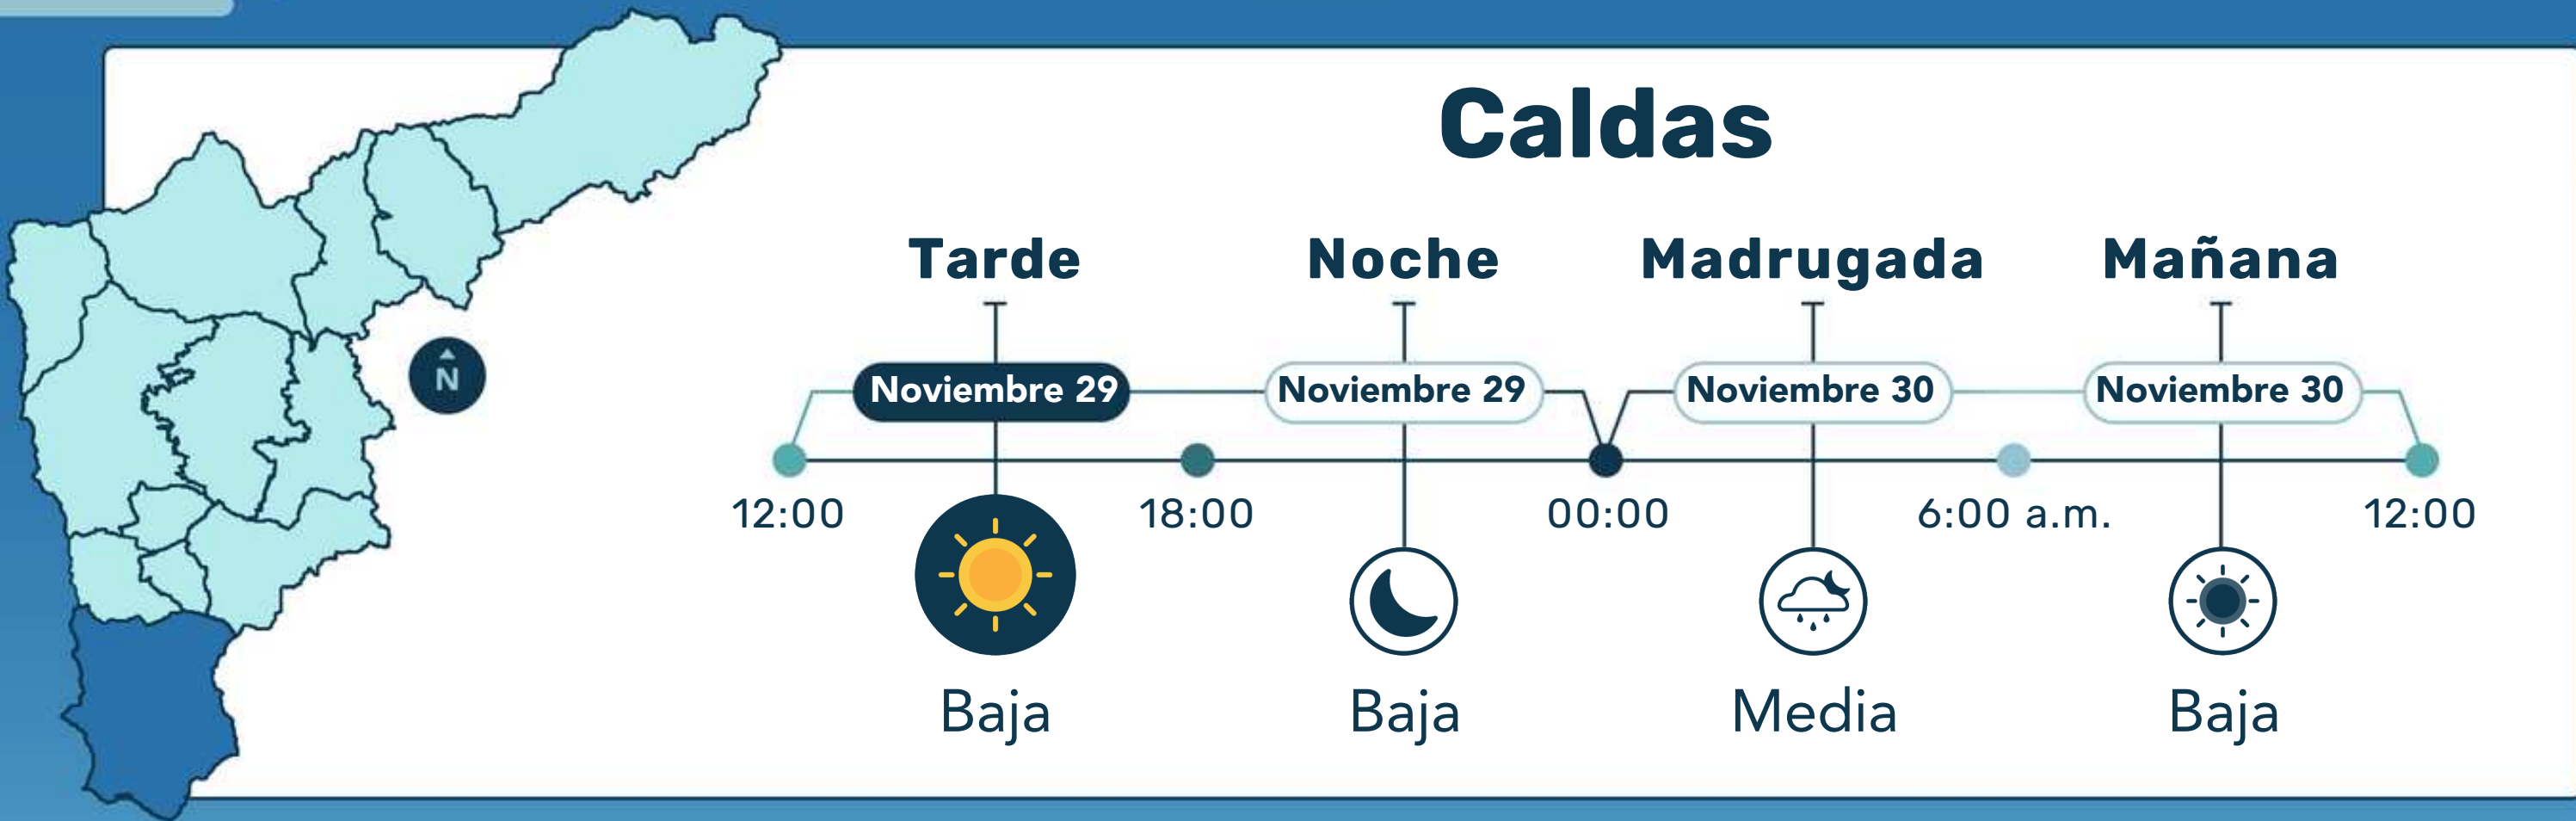 Caldas
Tarde Noche Madrugada Mañana
Noviembre 29 Noviembre 29 Noviembre 30 Noviembre 30
N
12:00 18:00 00:00 6:00 a.m. 12:00
Baja Baja Media Baja